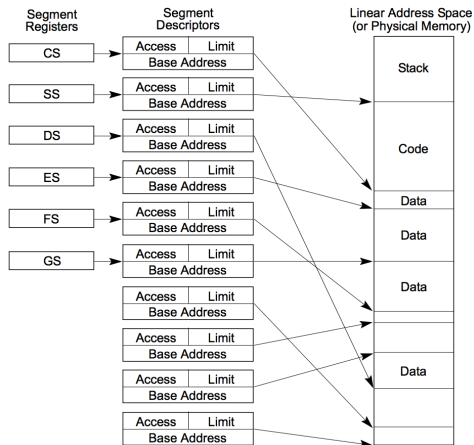 Segment
Registers
Segment
Descriptors
Linear Address Space
(or Physical Memory)
CS
SS
DS
ES
FS
GS
Access Limit
Base Address
Access Limit
Base Address
Access Limit
Base Address
Access Limit
Base Address
Access Limit
Base Address
Access Limit
Base Address
Access Limit
Base Address
Access Limit
Base Address
Access Limit
Base Address
Access Limit
Base Address
Stack
Code
Data
Data
Data
Data